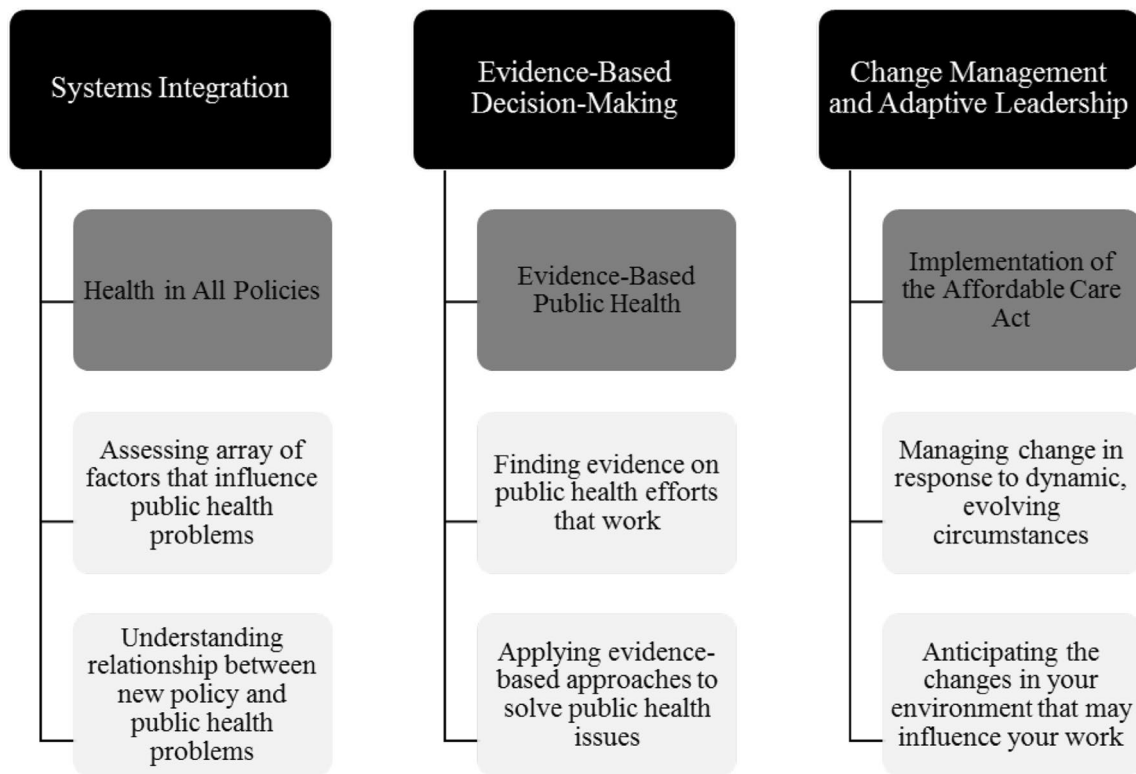 Systems Integration
Health in All Policies
Assessing array of
factors that influence
public health
problems
Understanding
relationship between
new policy and
public health
problems
Evidence-Based
Decision-Making
Evidence-Based
Public Health
Finding evidence on
public health efforts
that work
Applying evidence-
based approaches to
solve public health
issues
Change Management
and Adaptive Leadership
Implementation of
the Affordable Care
Act
Managing change in
response to dynamic,
evolving
circumstances
Anticipating the
changes in your
environment that may
influence your work